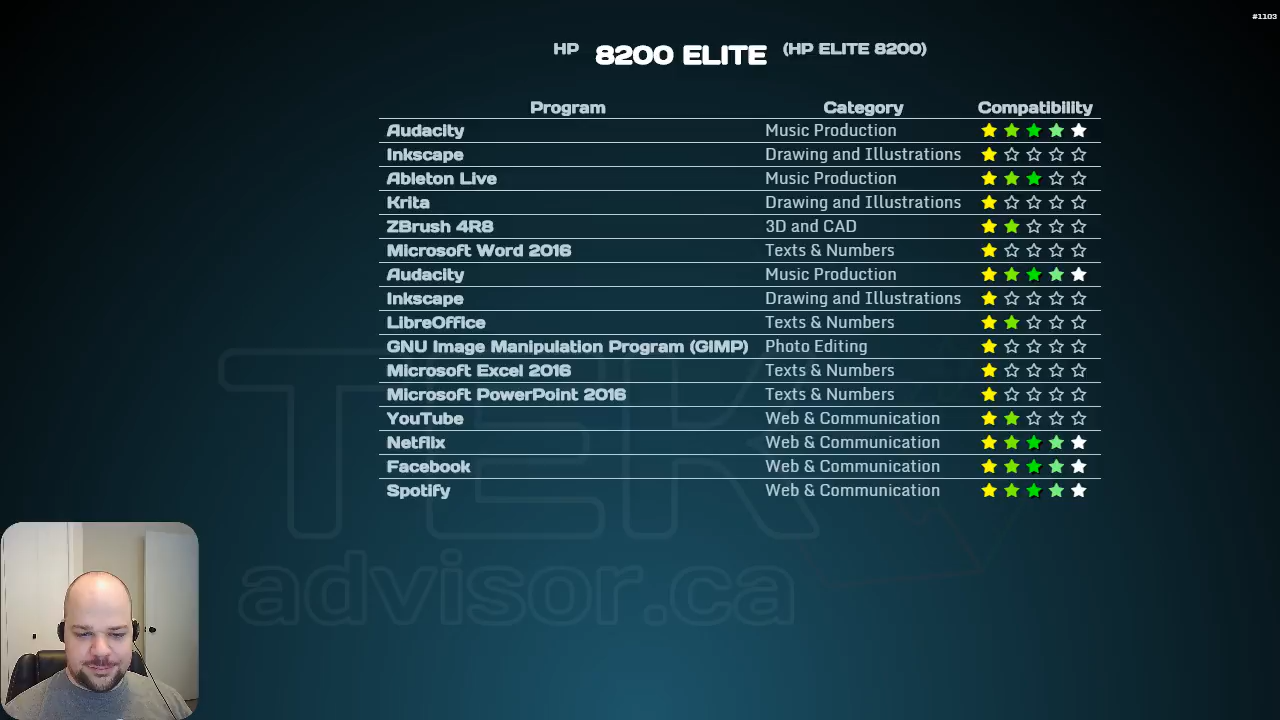 #1103
HP 8200 ELITE (HP ELITE 8200)
Program Category Compatibility
Audacity Music Production
Inkscape Drawing and Illustrations
Ableton Live Music Production
Krita Drawing and Illustrations
ZBrush 4R8 3D and CAD
Microsoft Word 2016 Texts & Numbers
Audacity Music Production
Inkscape Drawing and Illustrations
LibreOffice Texts & Numbers
GNU Image Manipulation Program (GIMP) Photo Editing
Microsoft Excel 2016 Texts & Numbers
Microsoft PowerPoint 2016 Texts & Numbers
YouTube Web & Communication
Netflix Web & Communication
Facebook Web & Communication
Spotify Web & Communication
TEK
advisor.ca